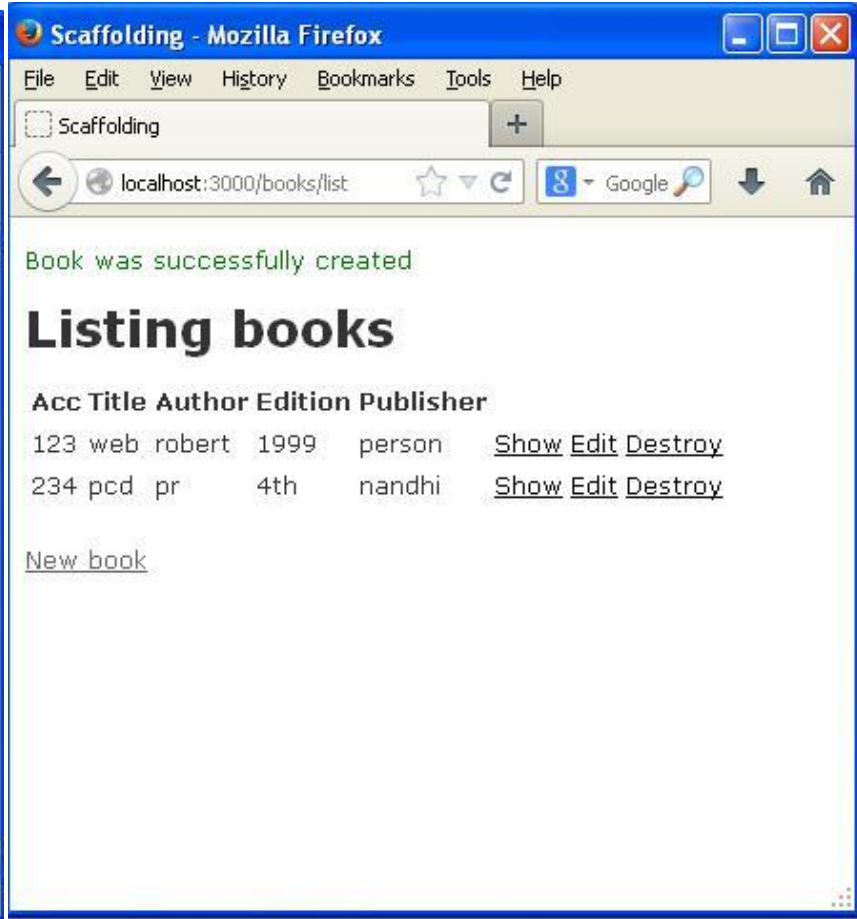 Scaffolding - Mozilla Firefox
File Edit View History Bookmarks Tools Help
Scaffolding +
localhost:3000/books/list 8 Google
Book was successfully created
Listing books
Acc Title Author Edition Publisher
123 web robert 1999 person Show Edit Destroy
234 pcd pr 4th nandhi Show Edit Destroy
New book